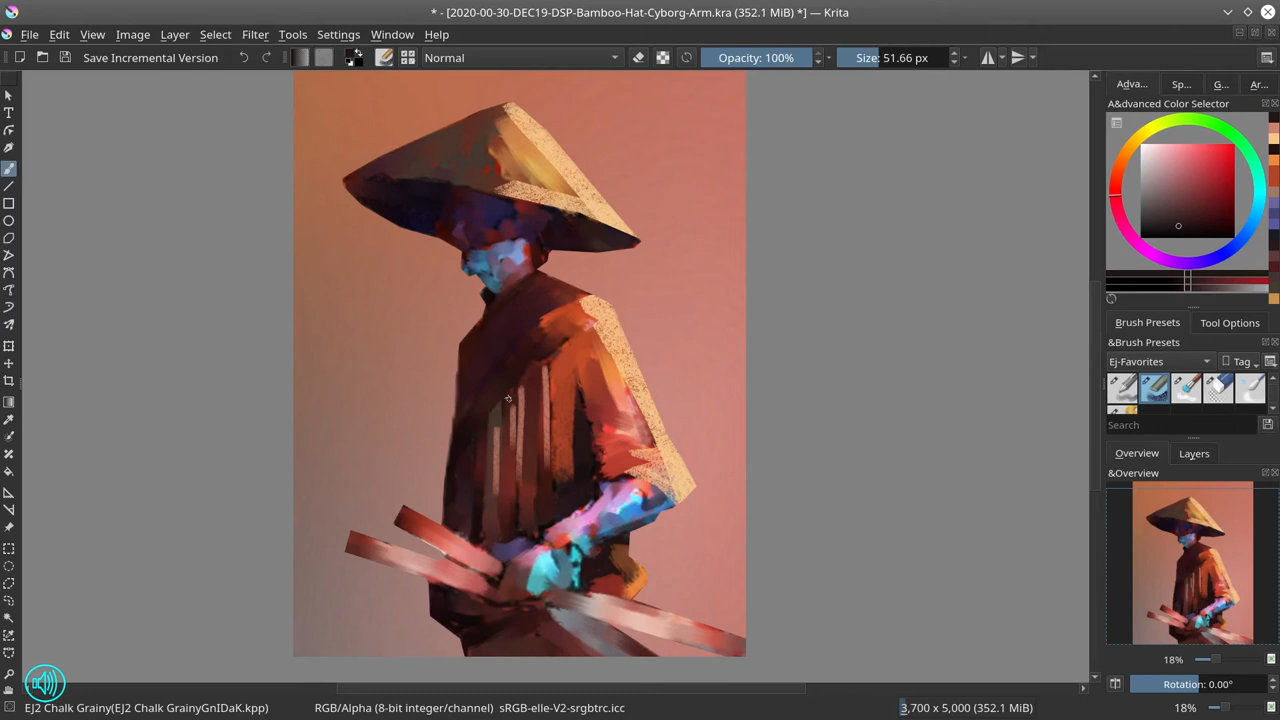 * - [2020-00-30-DEC19-DSP-Bamboo-Hat-Cyborg-Arm.kra (352.1 MiB) *] — Krita
File Edit View Image Layer Select Filter Tools Settings Window Help
Save Incremental Version Normal Opacity: 100% Size: 51.66 px
Adva... Sp... G... Ar...
A&dvanced Color Selector
Brush Presets Tool Options
&Brush Presets
Ej-Favorites Tag
Search
Overview Layers
&Overview
18%
Rotation: 0.00°
EJ2 Chalk Grainy(EJ2 Chalk GrainyGnIDaK.kpp) RGB/Alpha (8-bit integer/channel) sRGB-elle-V2-srgbtrc.icc 3,700 x 5,000 (352.1 MiB) 18%